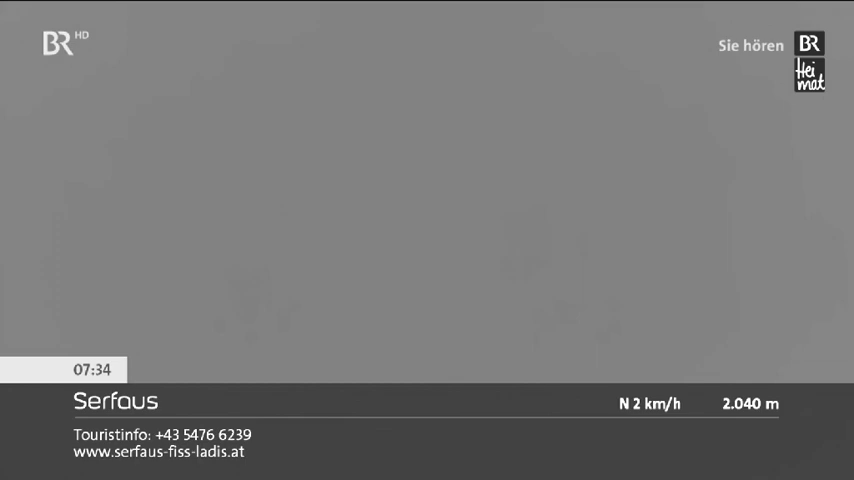 BR HD
Sie hören BR
Hei
mat
07:34
Serfaus
N 2 km/h 2.040 m
Touristinfo: +43 5476 6239
www.serfaus-fiss-ladis.at